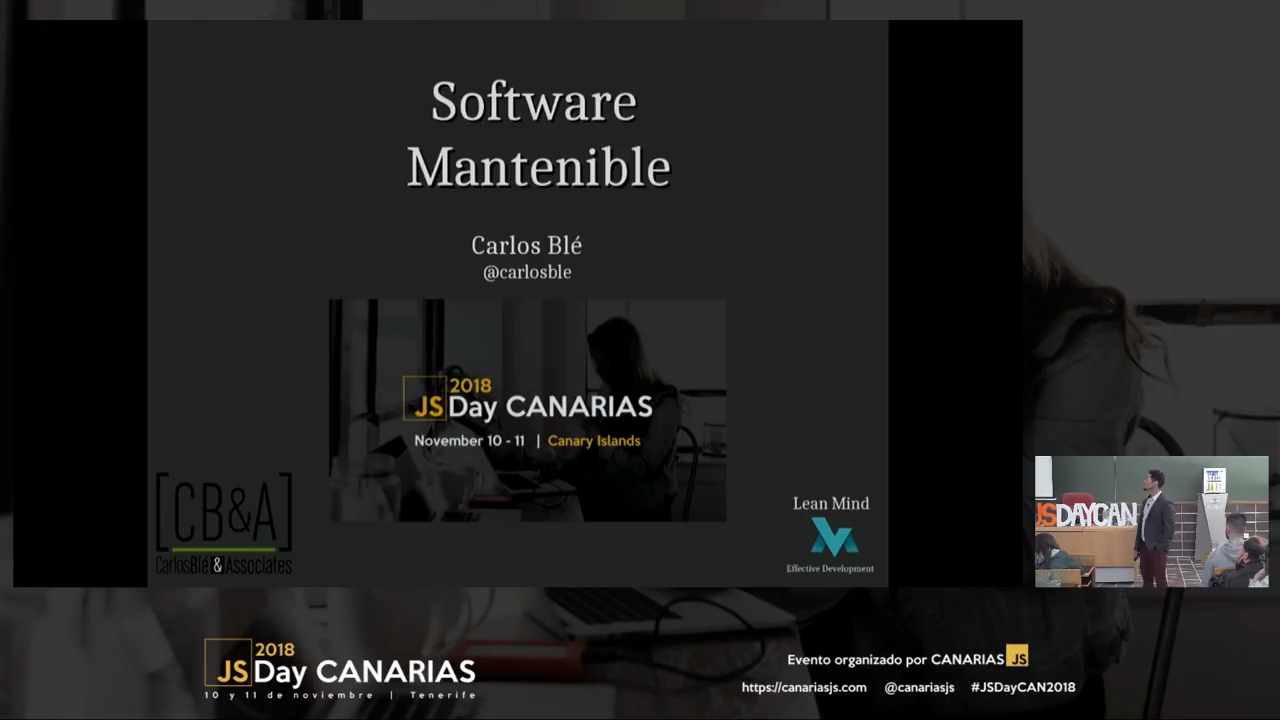 Software
Mantenible
Carlos Blé
@carlosble
2018
JS Day CANARIAS
November 10 - 11 | Canary Islands
[CB&A]
CarlosBlé&Associates
Lean Mind
Effective Development
JSDAYCAN
2018
JS Day CANARIAS
10 y 11 de noviembre | Tenerife
Evento organizado por CANARIAS JS
https://canariasjs.com @canariasjs #JSDayCAN2018